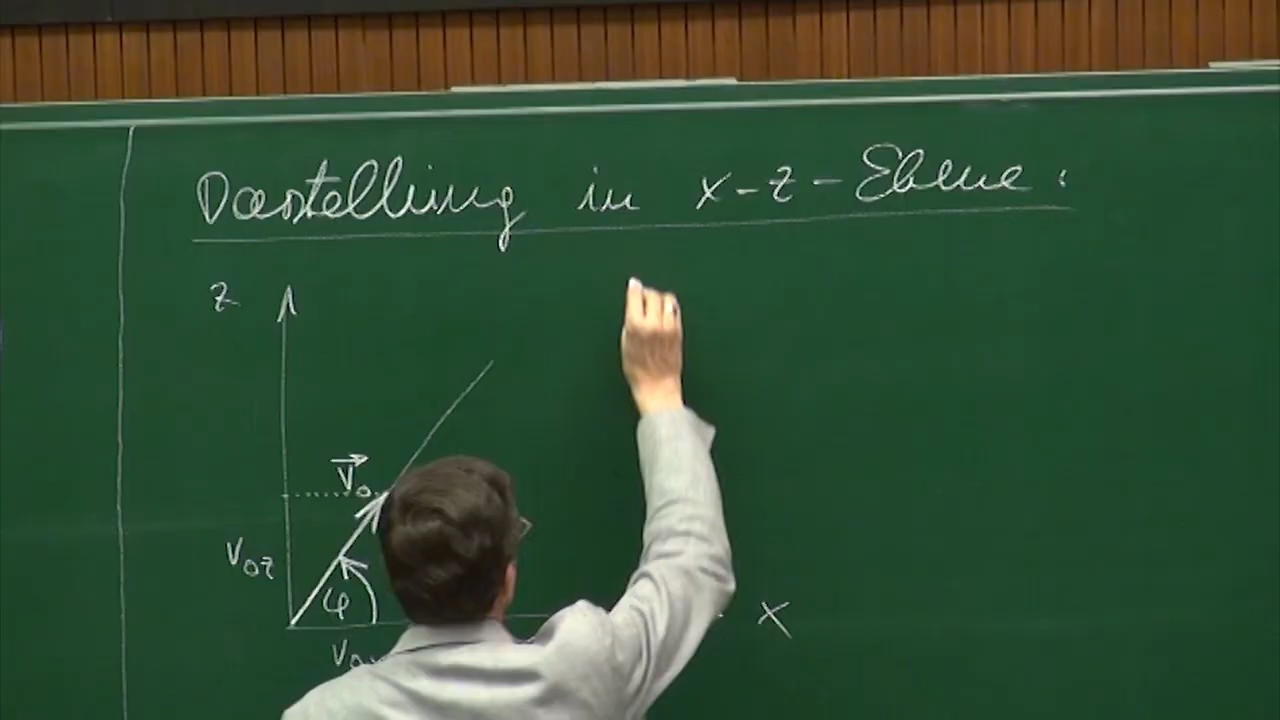 Darstellung in x-z-Ebene:
z
v⃗₀
v₀z
φ
x